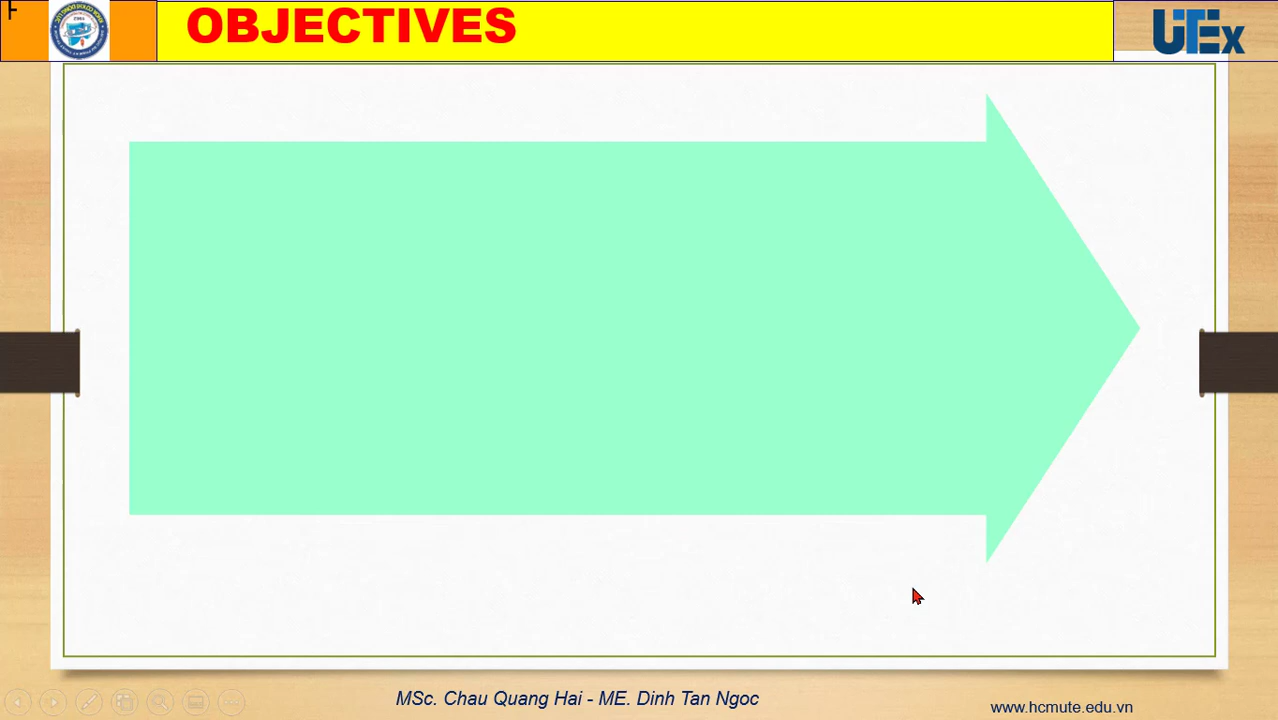 F
OBJECTIVES
UTEx
MSc. Chau Quang Hai - ME. Dinh Tan Ngoc
www.hcmute.edu.vn